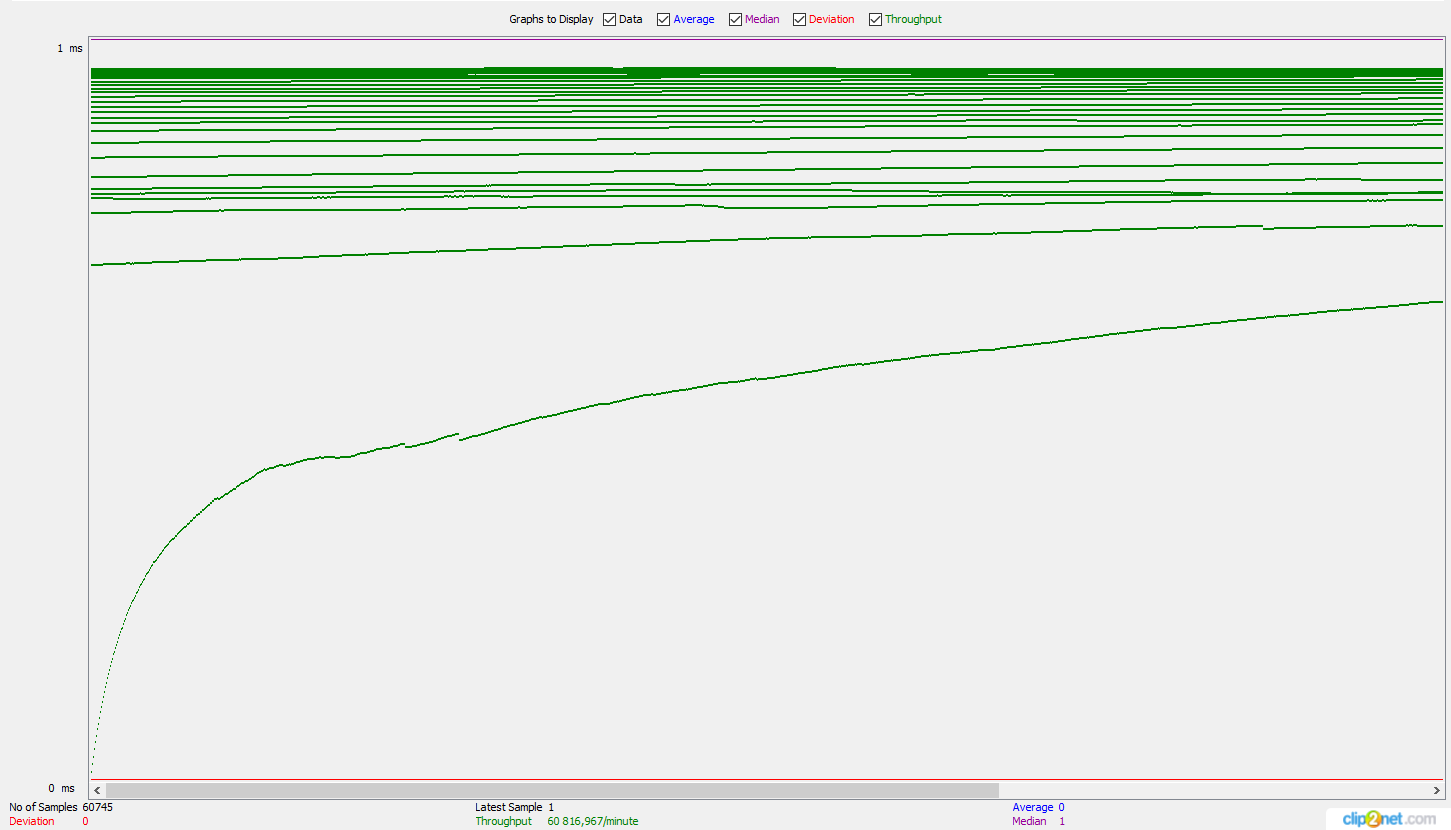 Graphs to Display Data Average Median Deviation Throughput
1 ms
0 ms
No of Samples 60745 Latest Sample 1 Average 0
Deviation 0 Throughput 60 816,967/minute Median 1
clip2net.com